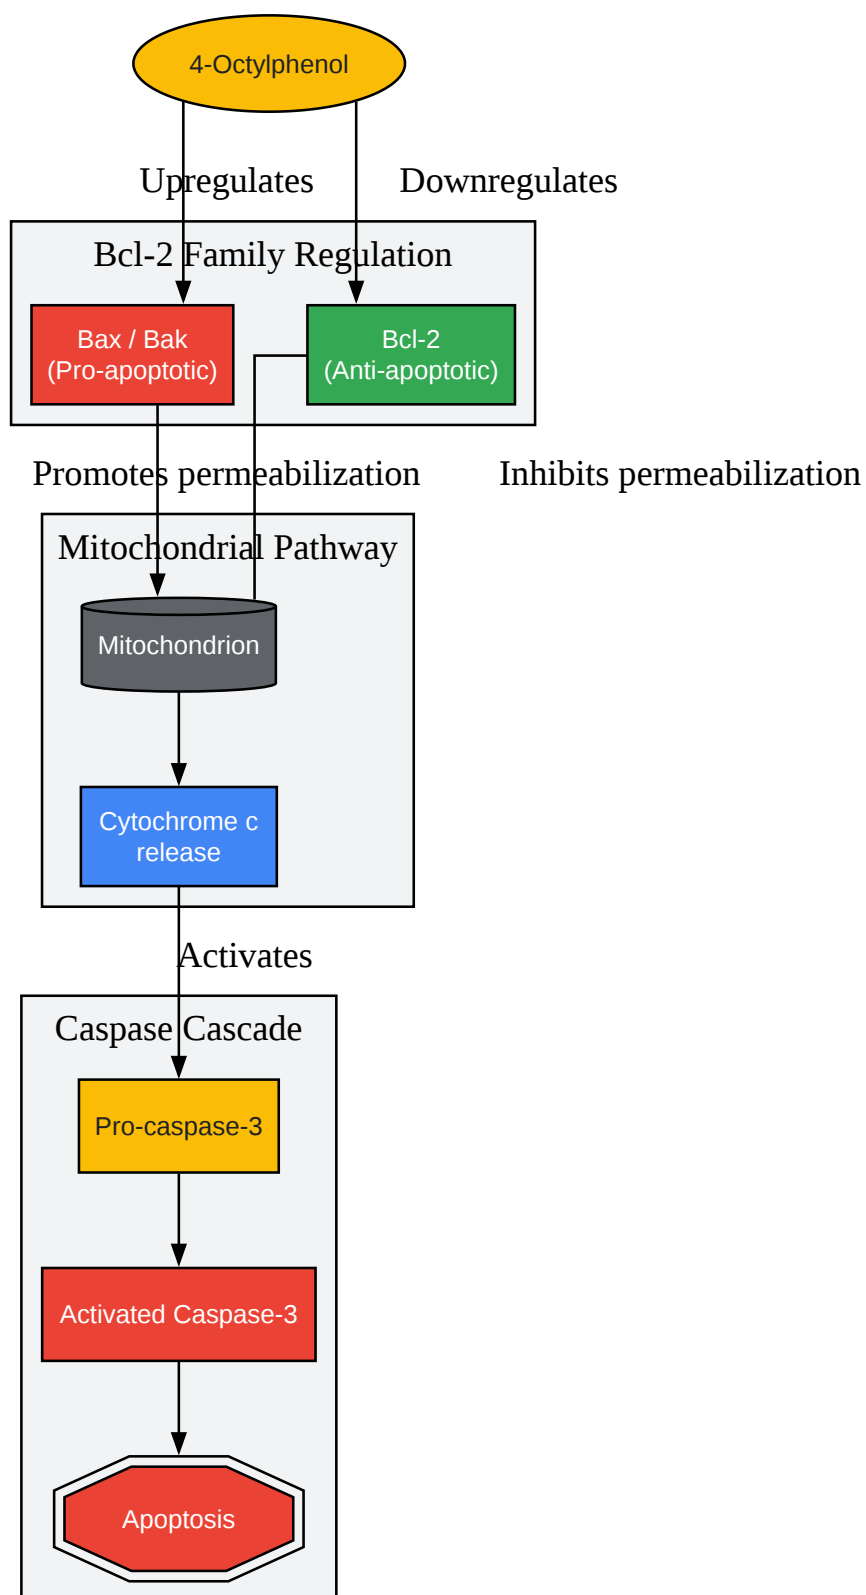 4-Octylphenol
Upregulates
Downregulates
Bcl-2 Family Regulation
Bax / Bak
(Pro-apoptotic)
Bcl-2
(Anti-apoptotic)
Promotes permeabilization
Inhibits permeabilization
Mitochondrial Pathway
Mitochondrion
Cytochrome c
release
Activates
Caspase Cascade
Pro-caspase-3
Activated Caspase-3
Apoptosis